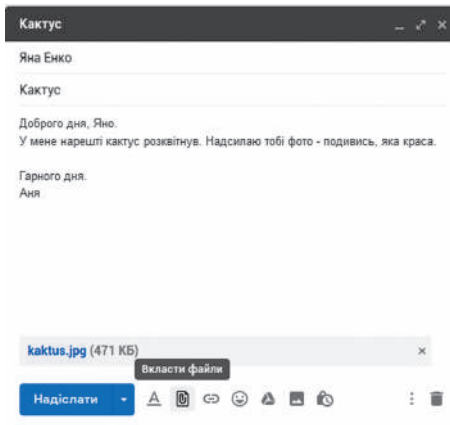 Кактус
Яна Енко
Кактус
Доброго дня, Яно.
У мене нарешті кактус розквітнув. Надсилаю тобі фото - подивись, яка краса.
Гарного дня.
Аня
kaktus.jpg (471 КБ)
Вкласти файли
Надіслати